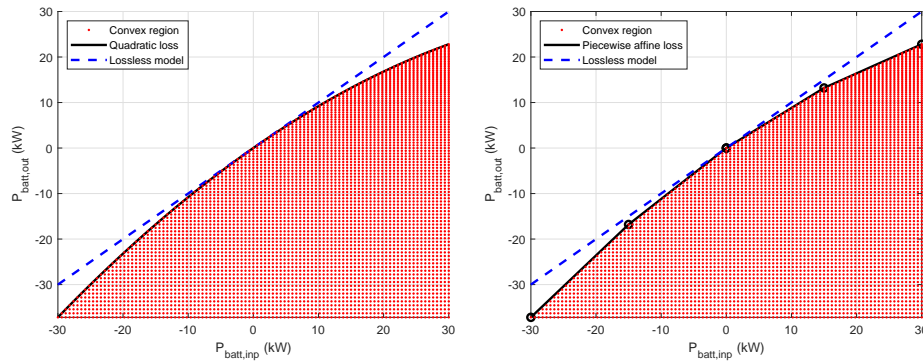 30
20
10
0
-10
-20
-30
P_batt,out (kW)
Convex region
Quadratic loss
Lossless model
-30
-20
-10
0
10
20
30
P_batt,inp (kW)
30
20
10
0
-10
-20
-30
P_batt,out (kW)
Convex region
Piecewise affine loss
Lossless model
-30
-20
-10
0
10
20
30
P_batt,inp (kW)